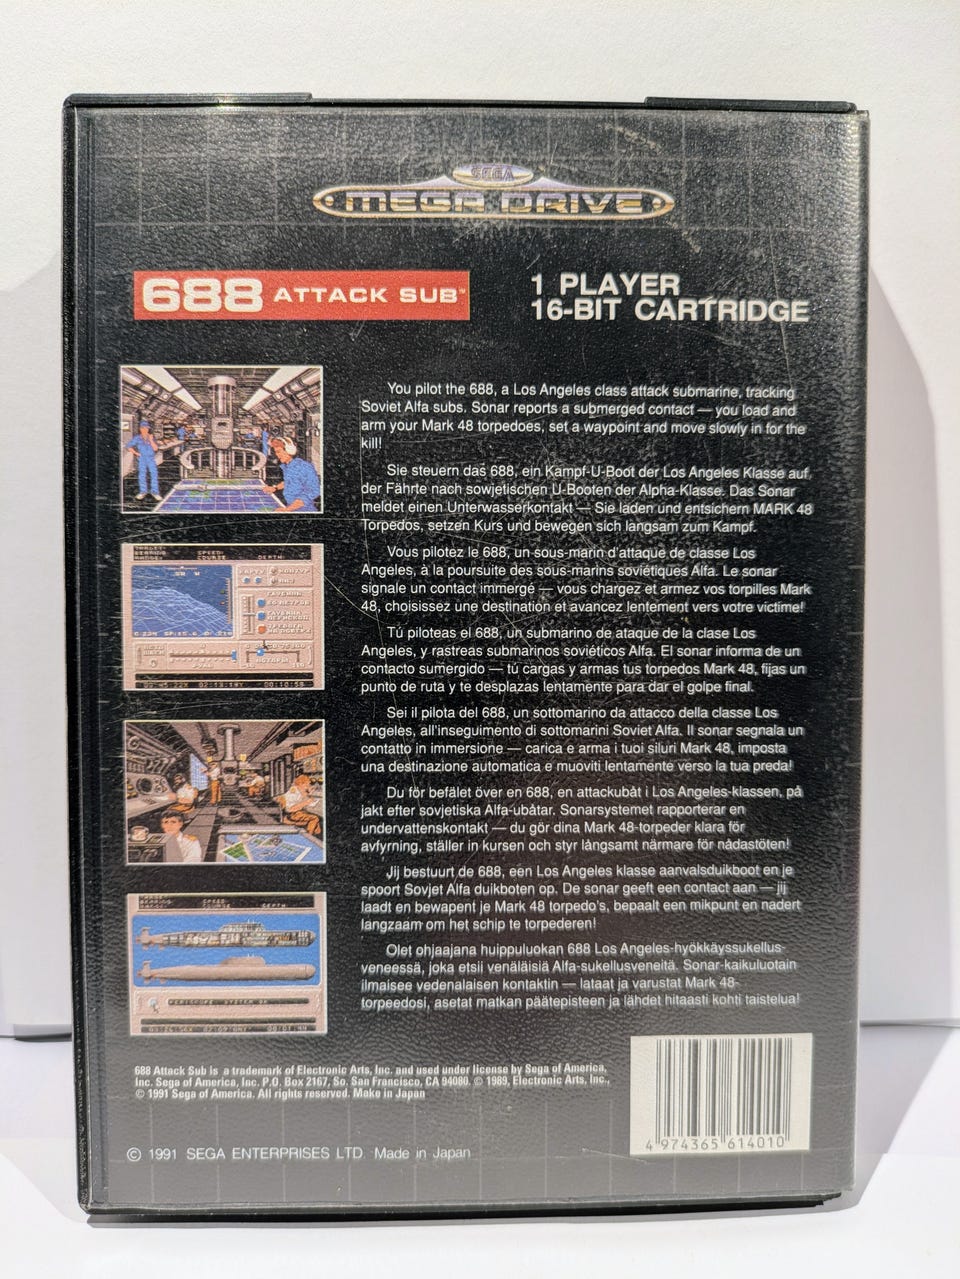 SEGA
MEGA DRIVE
688 ATTACK SUB™
1 PLAYER
16-BIT CARTRIDGE
You pilot the 688, a Los Angeles class attack submarine, tracking
Soviet Alfa subs. Sonar reports a submerged contact — you load and
arm your Mark 48 torpedoes, set a waypoint and move slowly in for the
kill!
Sie steuern das 688, ein Kampf-U-Boot der Los Angeles Klasse auf
der Fährte nach sowjetischen U-Booten der Alpha-Klasse. Das Sonar
meldet einen Unterwasserkontakt — Sie laden und entsichern MARK 48
Torpedos, setzen Kurs und bewegen sich langsam zum Kampf.
Vous pilotez le 688, un sous-marin d'attaque de classe Los
Angeles, à la poursuite des sous-marins soviétiques Alfa. Le sonar
signale un contact immergé — vous chargez et armez vos torpilles Mark
48, choisissez une destination et avancez lentement vers votre victime!
Tú piloteas el 688, un submarino de ataque de la clase Los
Angeles, y rastreas submarinos soviéticos Alfa. El sonar informa de un
contacto sumergido — tú cargas y armas tus torpedos Mark 48, fijas un
punto de ruta y te desplazas lentamente para dar el golpe final.
Sei il pilota del 688, un sottomarino da attacco della classe Los
Angeles, all'inseguimento di sottomarini Soviet Alfa. Il sonar segnala un
contatto in immersione — carica e arma i tuoi siluri Mark 48, imposta
una destinazione automatica e muoviti lentamente verso la tua preda!
Du för befälet över en 688, en attackubåt i Los Angeles-klassen, på
jakt efter sovjetiska Alfa-ubåtar. Sonarsystemet rapporterar en
undervattenskontakt — du gör dina Mark 48-torpeder klara för
avfyrning, ställer in kursen och styr långsamt närmare för nådastöten!
Jij bestuurt de 688, een Los Angeles klasse aanvalsduikboot en je
spoort Sovjet Alfa duikboten op. De sonar geeft een contact aan — jij
laadt en bewapent je Mark 48 torpedo's, bepaalt een mikpunt en nadert
langzaam om het schip te torpederen!
Olet ohjaajana huippuluokan 688 Los Angeles-hyökkäyssukellus-
veneessä, joka etsii venäläisiä Alfa-sukellusveneitä. Sonar-kaikuluotain
ilmaisee vedenalaisen kontaktin — lataat ja varustat Mark 48-
torpeedosi, asetat matkan päätepisteen ja lähdet hitaasti kohti taistelua!
TARGET:
BEARING
RANGE:
SPEED:
COURSE
DEPTH:
SPEED:
COURSE
DEPTH:
PERISCOPE SYSTEM OK
688 Attack Sub is a trademark of Electronic Arts, Inc. and used under license by Sega of America,
Inc. Sega of America, Inc. P.O. Box 2167, So. San Francisco, CA 94080. © 1989, Electronic Arts, Inc.,
© 1991 Sega of America. All rights reserved. Make in Japan
© 1991 SEGA ENTERPRISES LTD. Made in Japan
4 974365 614010